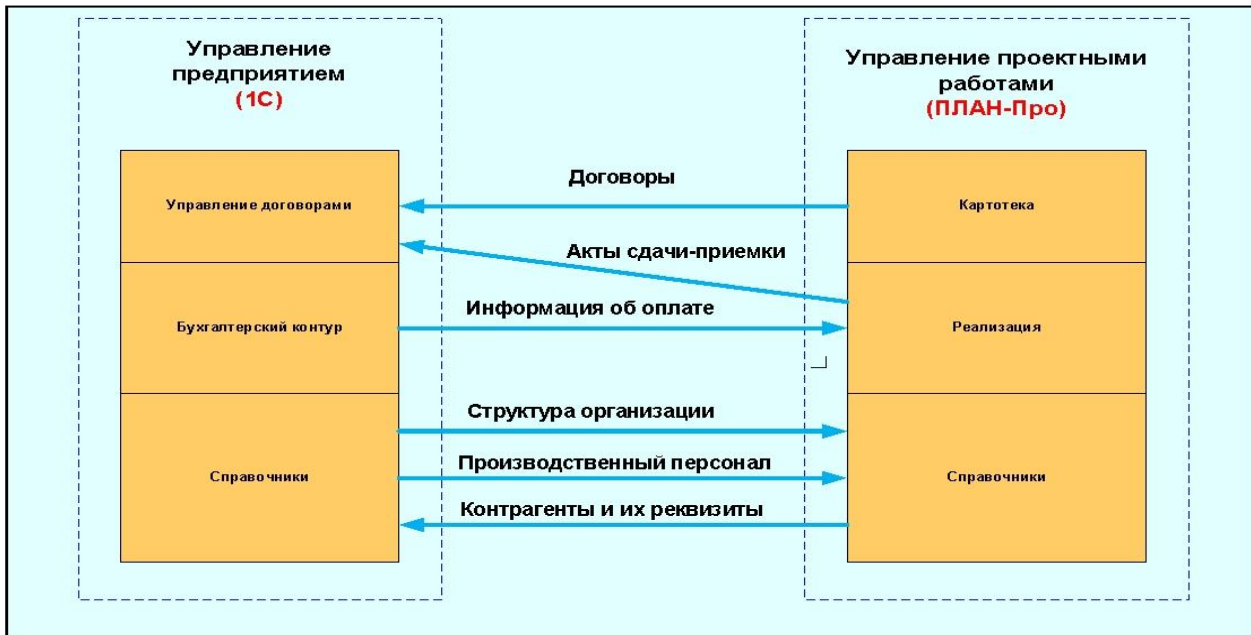 Управление
предприятием
(1С)
Управление договорами
Бухгалтерский контур
Справочники
Договоры
Акты сдачи-приемки
Информация об оплате
Структура организации
Производственный персонал
Контрагенты и их реквизиты
Управление проектными
работами
(ПЛАН-Про)
Картотека
Реализация
Справочники